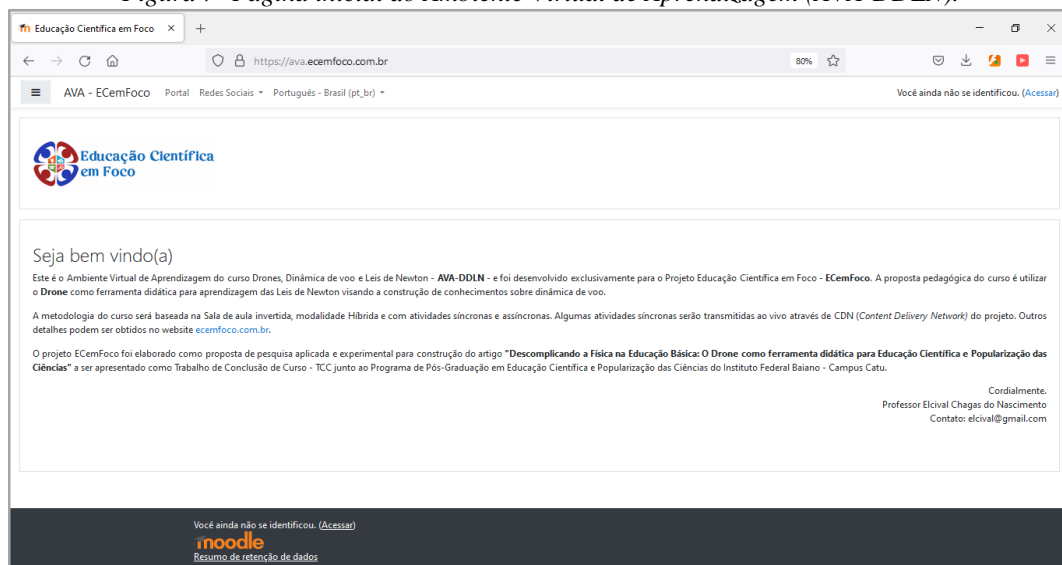 Figura 7- Página inicial do Ambiente Virtual de Aprendizagem (AVA-DDLN).
Educação Científica em Foco
https://ava.ecemfoco.com.br
80%
AVA - ECemFoco Portal Redes Sociais Português - Brasil (pt_br) Você ainda não se identificou. (Acessar)
Educação Científica
em Foco
Seja bem vindo(a)
Este é o Ambiente Virtual de Aprendizagem do curso Drones, Dinâmica de voo e Leis de Newton - AVA-DDLN - e foi desenvolvido exclusivamente para o Projeto Educação Científica em Foco - ECemFoco. A proposta pedagógica do curso é utilizar
o Drone como ferramenta didática para aprendizagem das Leis de Newton visando a construção de conhecimentos sobre dinâmica de voo.
A metodologia do curso será baseada na Sala de aula invertida, modalidade Híbrida e com atividades síncronas e assíncronas. Algumas atividades síncronas serão transmitidas ao vivo através de CDN (Content Delivery Network) do projeto. Outros
detalhes podem ser obtidos no website ecemfoco.com.br.
O projeto ECemFoco foi elaborado como proposta de pesquisa aplicada e experimental para construção do artigo "Descomplicando a Física na Educação Básica: O Drone como ferramenta didática para Educação Científica e Popularização das
Ciências" a ser apresentado como Trabalho de Conclusão de Curso - TCC junto ao Programa de Pós-Graduação em Educação Científica e Popularização das Ciências do Instituto Federal Baiano - Campus Catu.
Cordialmente.
Professor Elcival Chagas do Nascimento
Contato: elcival@gmail.com
Você ainda não se identificou. (Acessar)
moodle
Resumo de retenção de dados